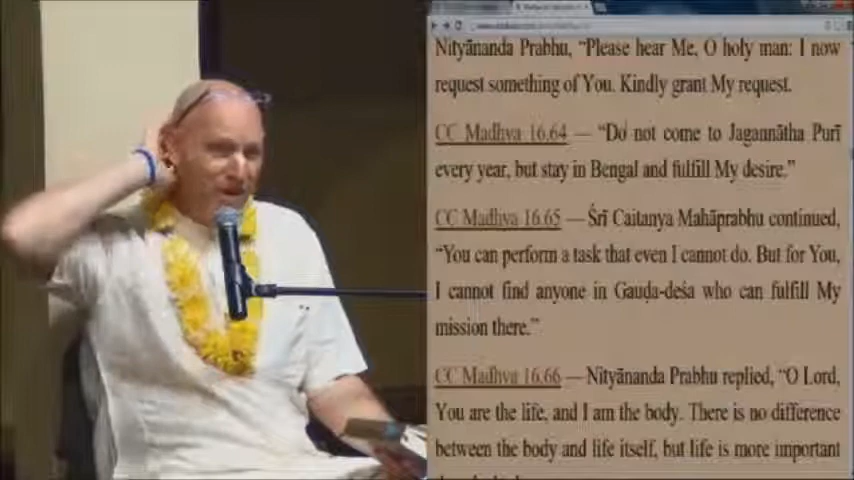 Nityānanda Prabhu, “Please hear Me, O holy man: I now
request something of You. Kindly grant My request.
CC Madhya 16.64 — “Do not come to Jagannātha Purī
every year, but stay in Bengal and fulfill My desire.”
CC Madhya 16.65 — Śrī Caitanya Mahāprabhu continued,
“You can perform a task that even I cannot do. But for You,
I cannot find anyone in Gauḍa-deśa who can fulfill My
mission there.”
CC Madhya 16.66 — Nityānanda Prabhu replied, “O Lord,
You are the life, and I am the body. There is no difference
between the body and life itself, but life is more important